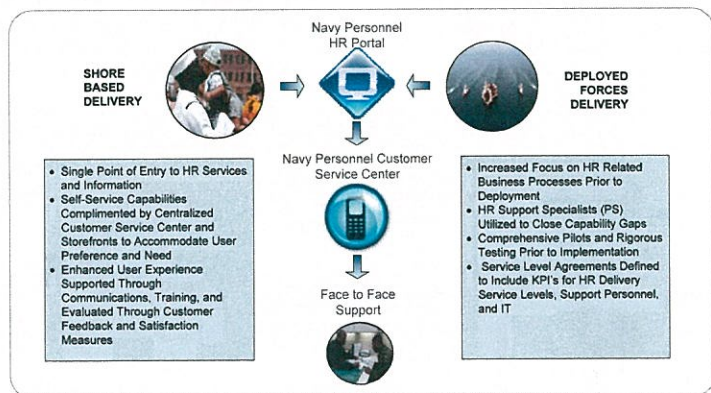 Navy Personnel
HR Portal
SHORE
BASED
DELIVERY
DEPLOYED
FORCES
DELIVERY
Navy Personnel Customer
Service Center
• Single Point of Entry to HR Services
and Information
• Self-Service Capabilities
Complimented by Centralized
Customer Service Center and
Storefronts to Accommodate User
Preference and Need
• Enhanced User Experience
Supported Through
Communications, Training, and
Evaluated Through Customer
Feedback and Satisfaction
Measures
• Increased Focus on HR Related
Business Processes Prior to
Deployment
• HR Support Specialists (PS)
Utilized to Close Capability Gaps
• Comprehensive Pilots and Rigorous
Testing Prior to Implementation
• Service Level Agreements Defined
to Include KPI's for HR Delivery
Service Levels, Support Personnel,
and IT
Face to Face
Support